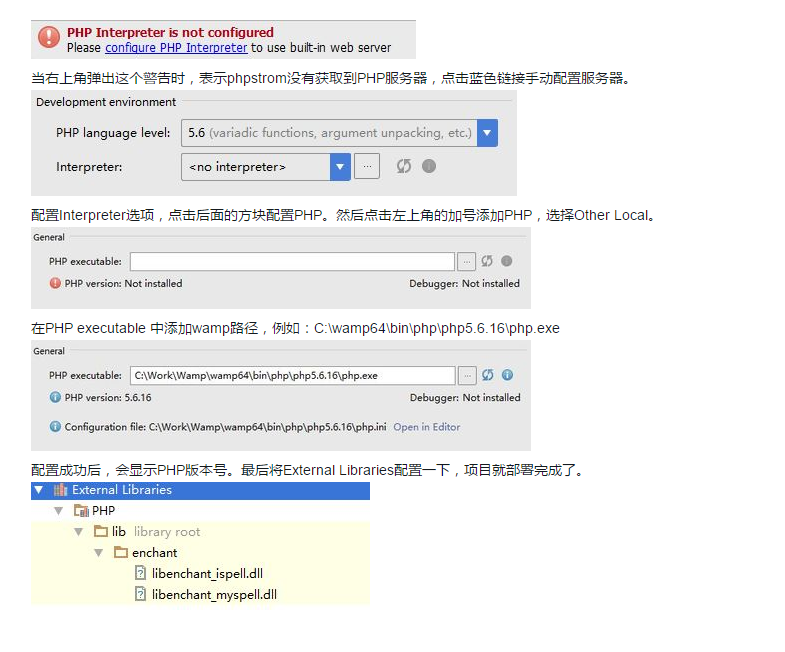 PHP Interpreter is not configured
Please configure PHP Interpreter to use built-in web server
当右上角弹出这个警告时，表示phpstrom没有获取到PHP服务器，点击蓝色链接手动配置服务器。
Development environment
PHP language level: 5.6 (variadic functions, argument unpacking, etc.)
Interpreter: <no interpreter> ...
配置Interpreter选项，点击后面的方块配置PHP。然后点击左上角的加号添加PHP，选择Other Local。
General
PHP executable: ...
PHP version: Not installed Debugger: Not installed
在PHP executable 中添加wamp路径，例如：C:\wamp64\bin\php\php5.6.16\php.exe
General
PHP executable: C:\Work\Wamp\wamp64\bin\php\php5.6.16\php.exe ...
PHP version: 5.6.16 Debugger: Not installed
Configuration file: C:\Work\Wamp\wamp64\bin\php\php5.6.16\php.ini Open in Editor
配置成功后，会显示PHP版本号。最后将External Libraries配置一下，项目就部署完成了。
External Libraries
PHP
lib library root
enchant
libenchant_ispell.dll
libenchant_myspell.dll